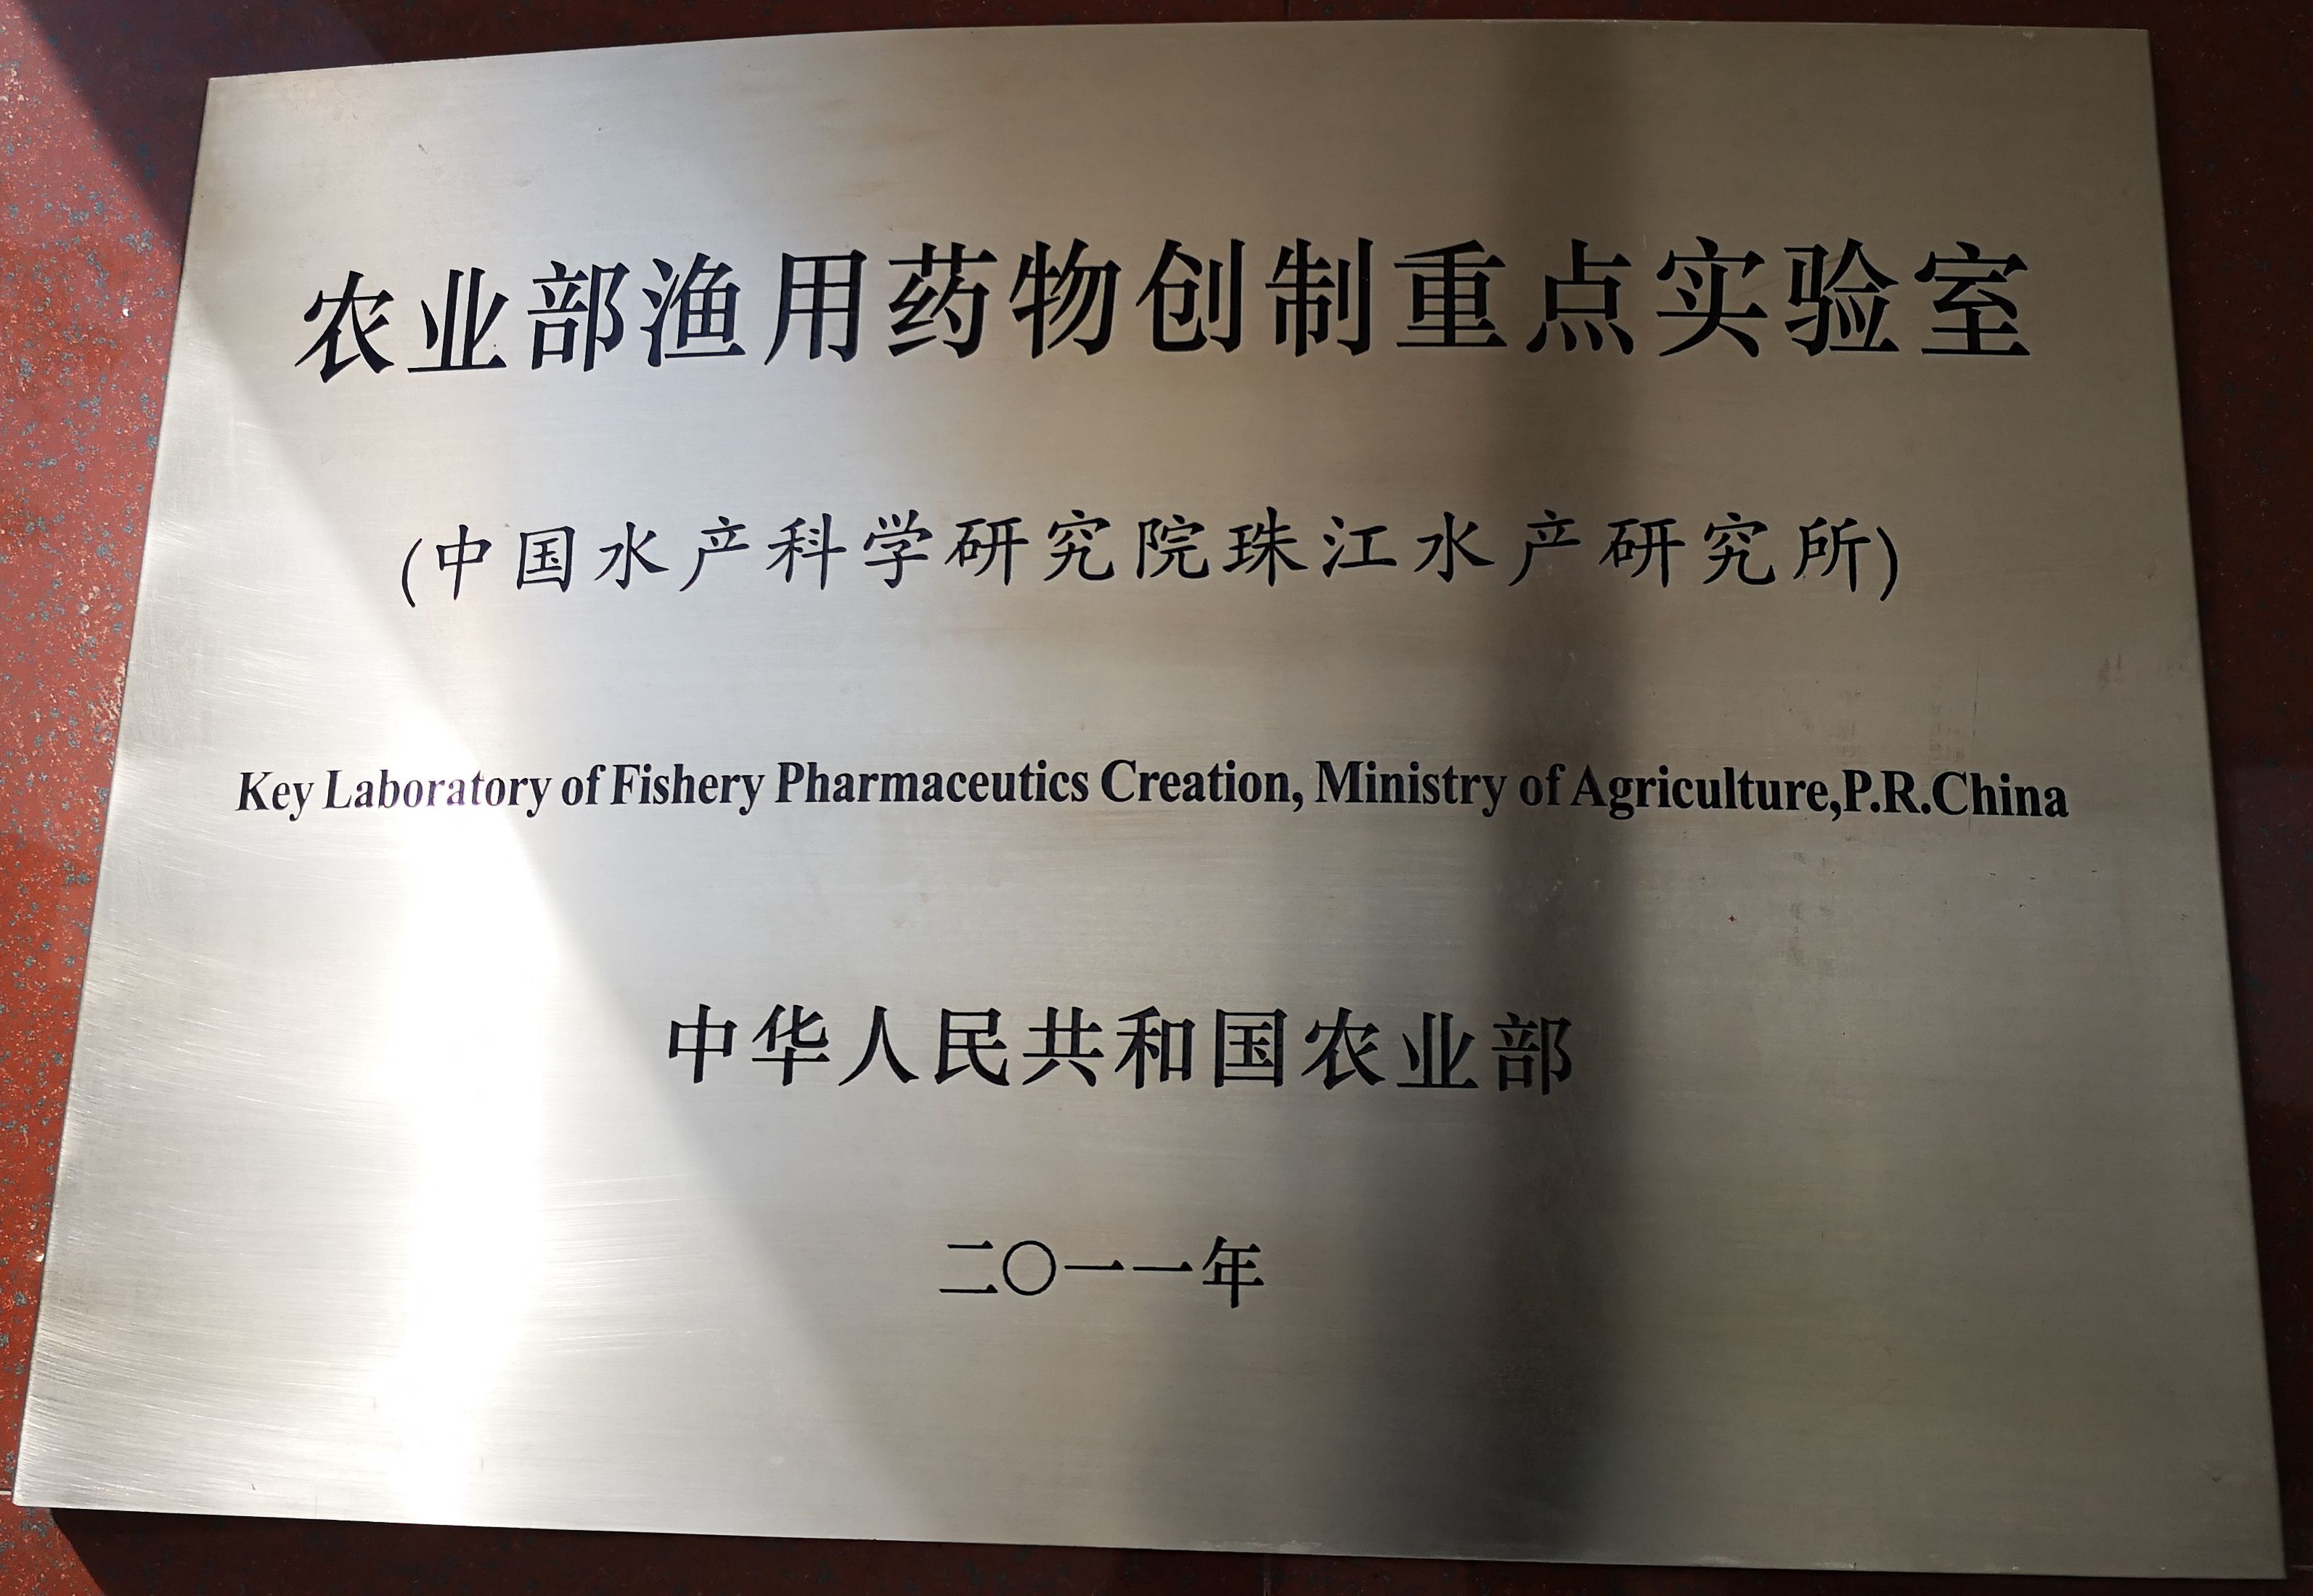 农业部渔用药物创制重点实验室
(中国水产科学研究院珠江水产研究所)
Key Laboratory of Fishery Pharmaceutics Creation, Ministry of Agriculture,P.R.China
中华人民共和国农业部
二〇一一年